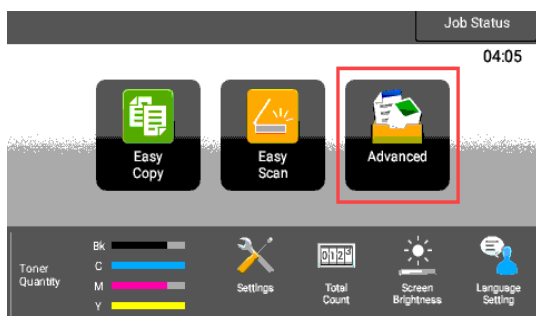 Job Status
04:05
Easy
Copy
Easy
Scan
Advanced
Toner
Quantity
Bk
C
M
Y
Settings
0123
Total
Count
Screen
Brightness
Language
Setting